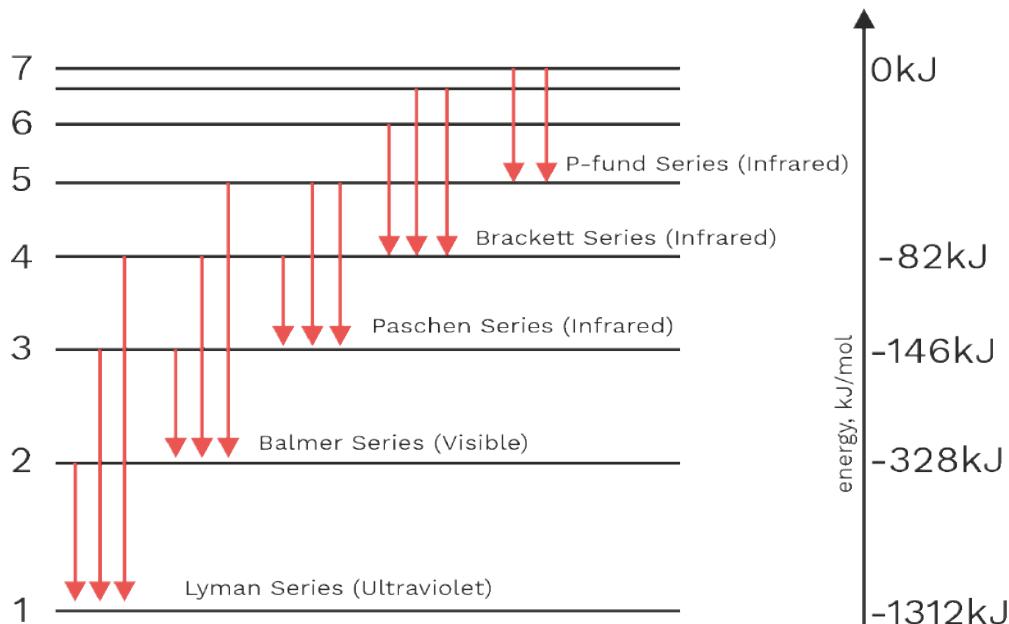 7
0kJ
6
P-fund Series (Infrared)
5
Brackett Series (Infrared)
4
-82kJ
Paschen Series (Infrared)
3
-146kJ
energy, kJ/mol
Balmer Series (Visible)
2
-328kJ
Lyman Series (Ultraviolet)
1
-1312kJ